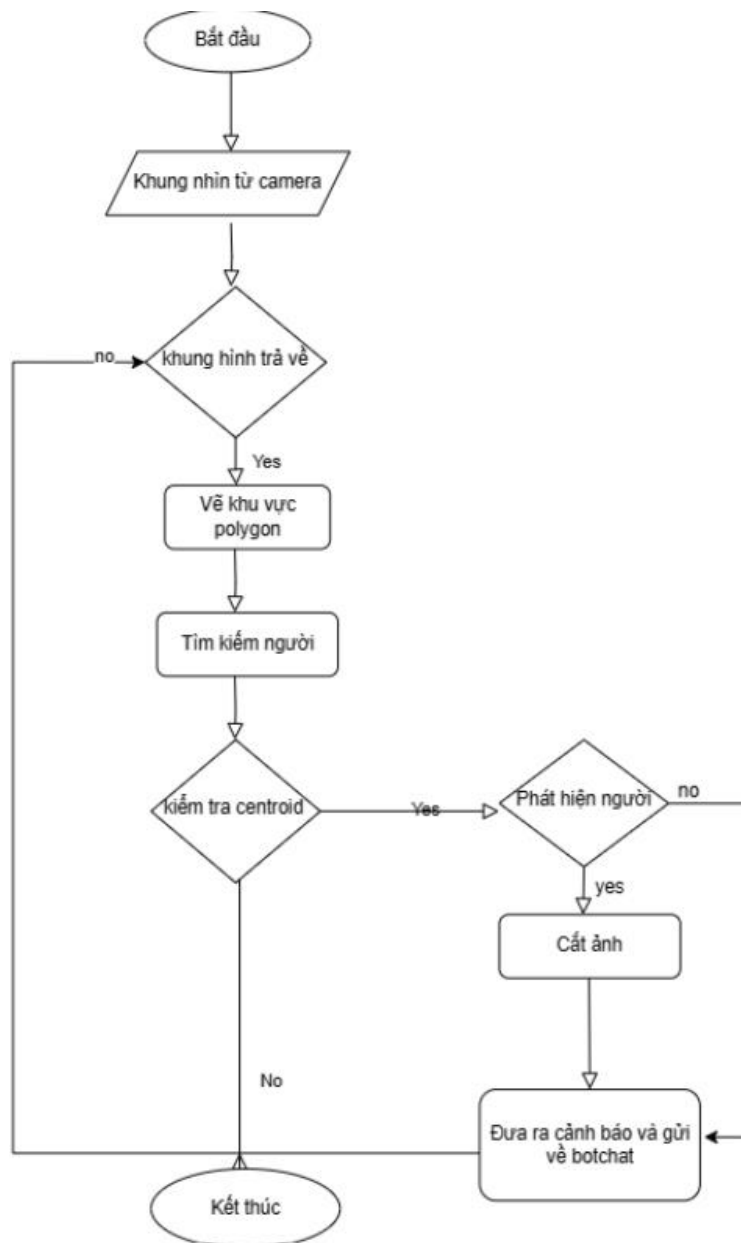 Bắt đầu
Khung nhìn từ camera
no
khung hình trả về
Yes
Vẽ khu vực
polygon
Tìm kiếm người
kiểm tra centroid
Yes
Phát hiện người
no
yes
Cắt ảnh
No
Đưa ra cảnh báo và gửi
về botchat
Kết thúc